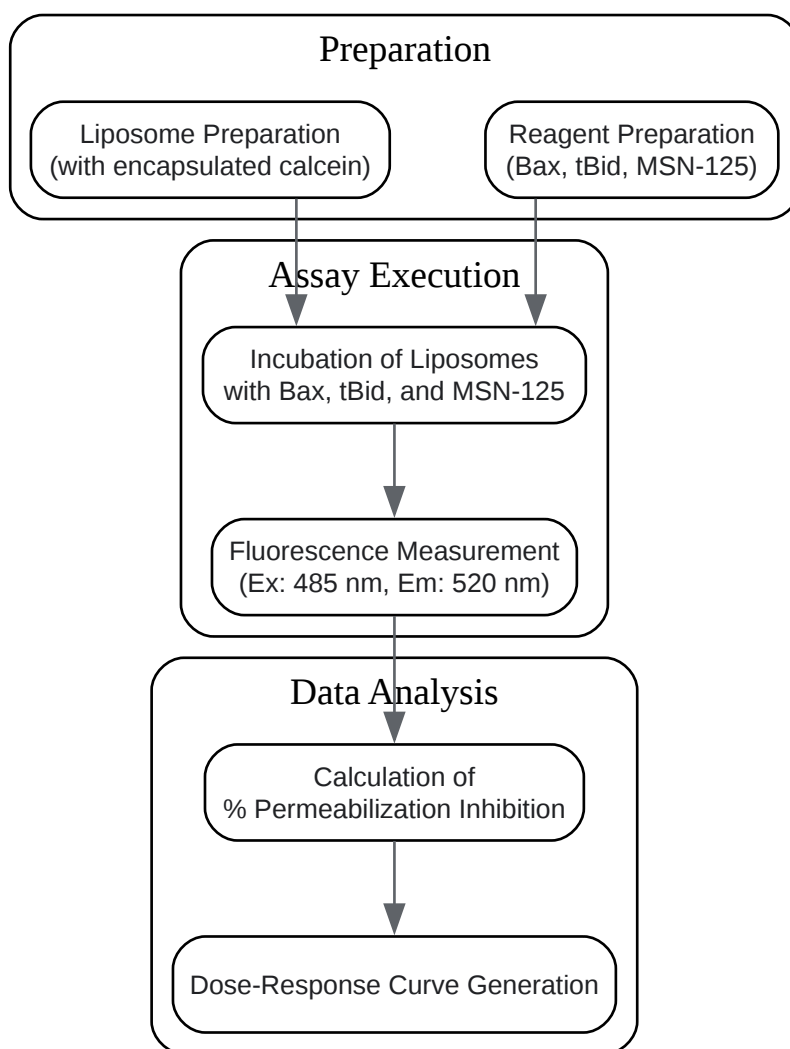 Preparation
Liposome Preparation
(with encapsulated calcein)
Reagent Preparation
(Bax, tBid, MSN-125)
Assay Execution
Incubation of Liposomes
with Bax, tBid, and MSN-125
Fluorescence Measurement
(Ex: 485 nm, Em: 520 nm)
Data Analysis
Calculation of
% Permeabilization Inhibition
Dose-Response Curve Generation